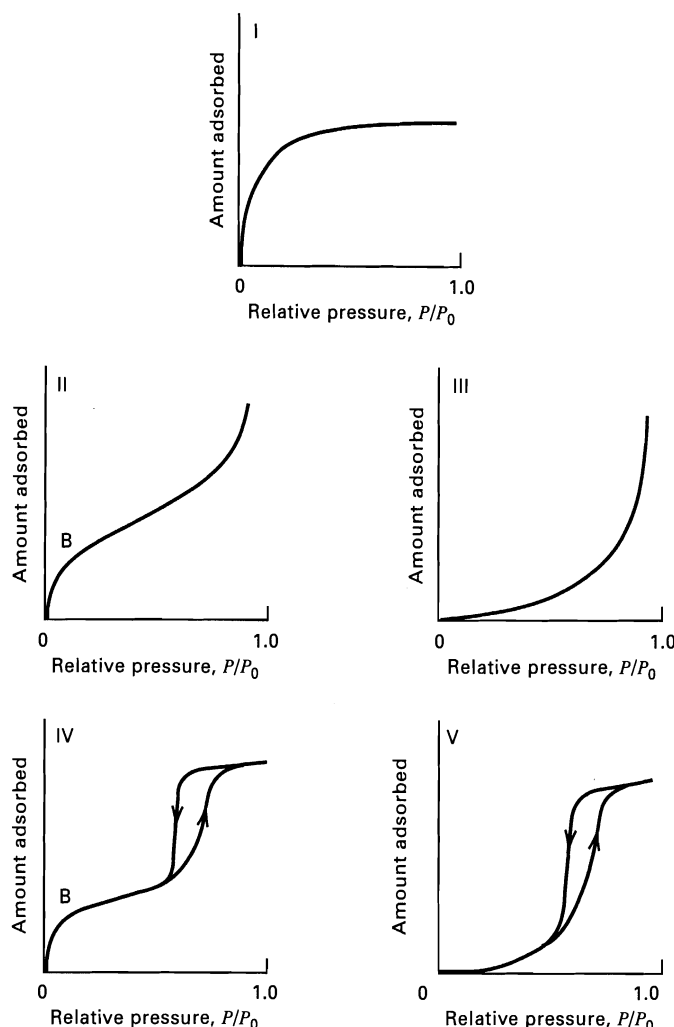 I
Amount adsorbed
0 1.0
Relative pressure, P/P₀
II
Amount adsorbed
B
0 1.0
Relative pressure, P/P₀
III
Amount adsorbed
0 1.0
Relative pressure, P/P₀
IV
Amount adsorbed
B
0 1.0
Relative pressure, P/P₀
V
Amount adsorbed
0 1.0
Relative pressure, P/P₀